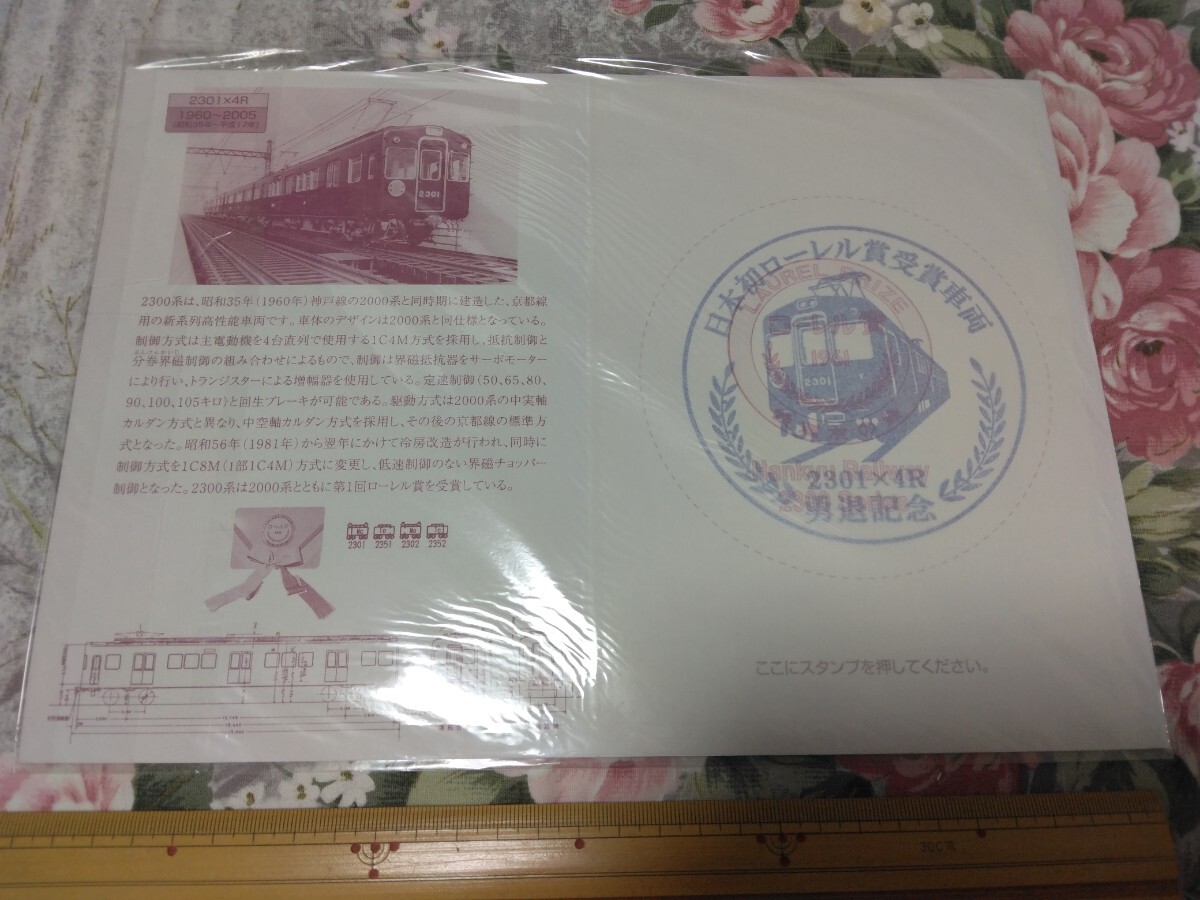 2301×4R
1960～2005
(昭和35年～平成17年)
2301
2300系は、昭和35年(1960年)神戸線の2000系と同時期に建造した、京都線
用の新系列高性能車両です。車体のデザインは2000系と同仕様となっている。
制御方式は主電動機を4台直列で使用する1C4M方式を採用し、抵抗制御と
分巻界磁制御の組み合わせによるもので、制御は界磁抵抗器をサーボモーター
により行い、トランジスターによる増幅器を使用している。定速制御(50、65、80、
90、100、105キロ)と回生ブレーキが可能である。駆動方式は2000系の中実軸
カルダン方式と異なり、中空軸カルダン方式を採用し、その後の京都線の標準方
式となった。昭和56年(1981年)から翌年にかけて冷房改造が行われ、同時に
制御方式を1C8M(1部1C4M)方式に変更し、低速制御のない界磁チョッパー
制御となった。2300系は2000系とともに第1回ローレル賞を受賞している。
Mc Tc Mo To
2301 2351 2302 2352
日本初ローレル賞受賞車両
LAUREL PRIZE
1961
2301
Hankyu Railway
2301×4R
勇退記念
ここにスタンプを押してください。
30CM